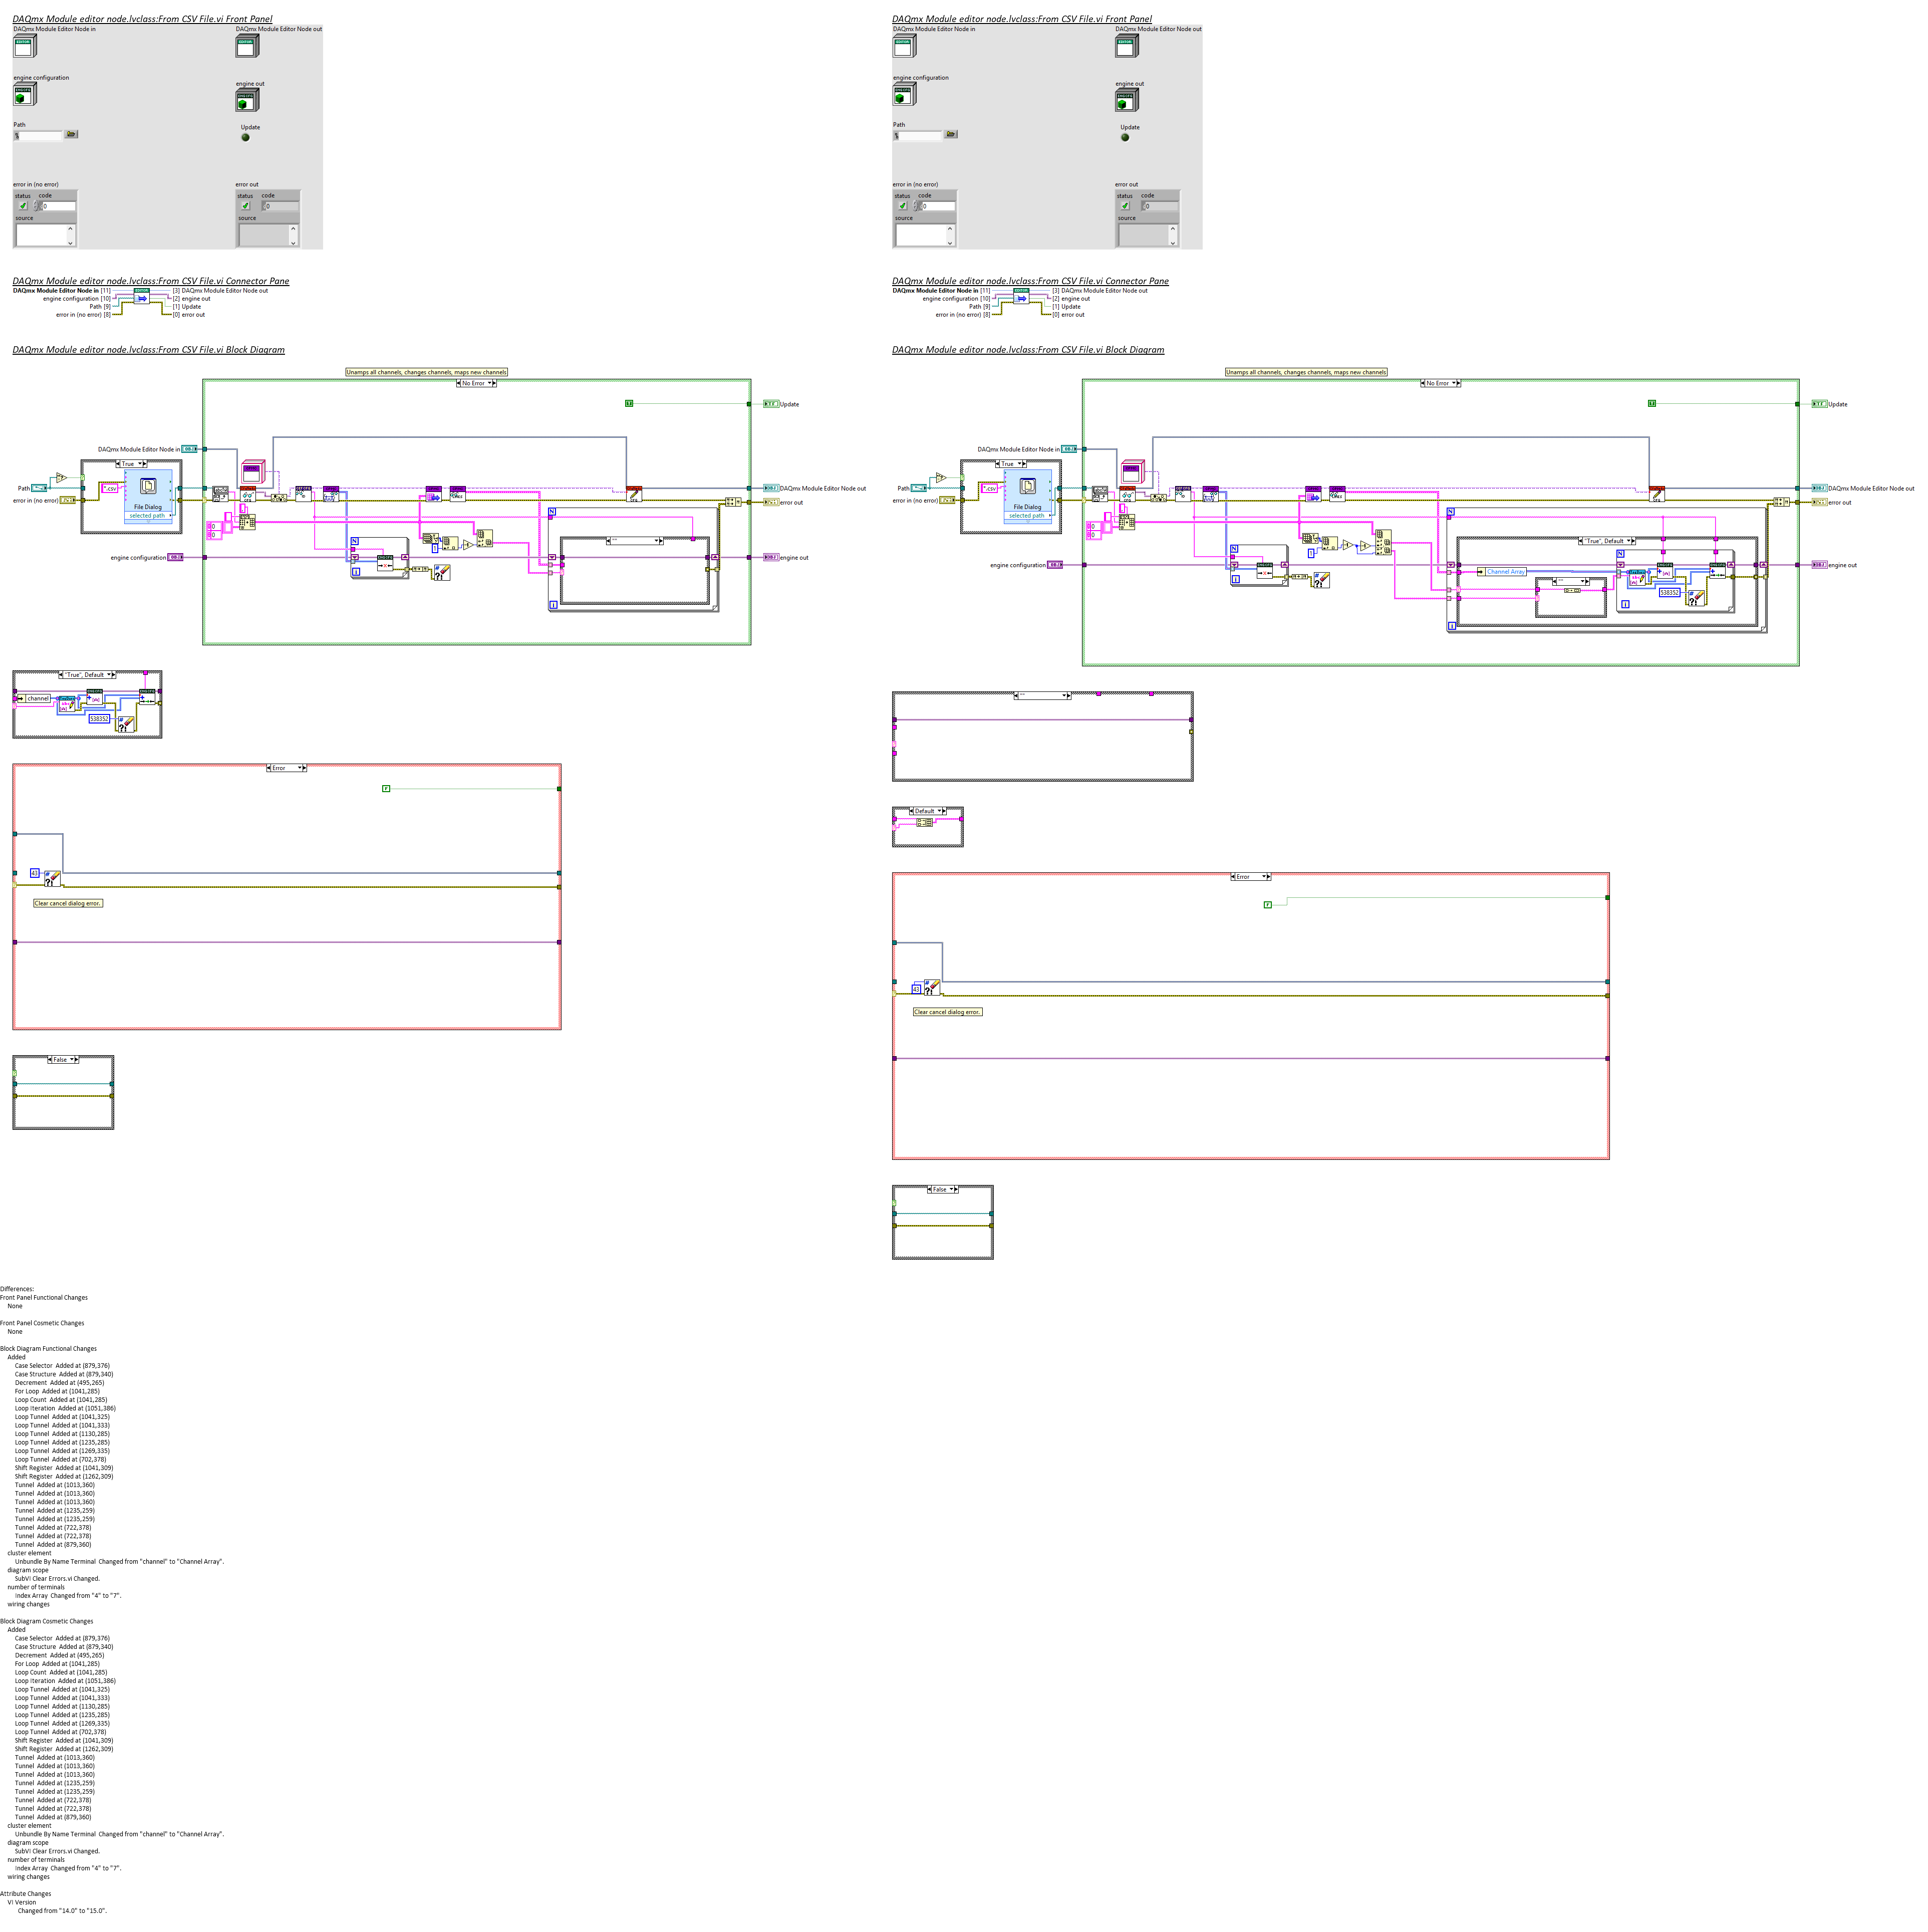 DAQmx Module editor node.lvclass:From CSV File.vi Front Panel
DAQmx Module Editor Node in
DAQmx Module Editor Node out
engine configuration
engine out
Path
Update
error in (no error)
status code
0
source
error out
status code
0
source
DAQmx Module editor node.lvclass:From CSV File.vi Connector Pane
DAQmx Module Editor Node in [11]
engine configuration [10]
Path [9]
error in (no error) [8]
[3] DAQmx Module Editor Node out
[2] engine out
[1] Update
[0] error out
DAQmx Module editor node.lvclass:From CSV File.vi Block Diagram
Unamps all channels, changes channels, maps new channels
No Error
Update
DAQmx Module Editor Node in
True
Path
error in (no error)
*.csv
File Dialog
selected path
DAQmx Module Editor Node out
error out
engine configuration
engine out
"True", Default
channel
538352
Error
F
43
Clear cancel dialog error.
False
DAQmx Module editor node.lvclass:From CSV File.vi Front Panel
DAQmx Module Editor Node in
DAQmx Module Editor Node out
engine configuration
engine out
Path
Update
error in (no error)
status code
0
source
error out
status code
0
source
DAQmx Module editor node.lvclass:From CSV File.vi Connector Pane
DAQmx Module Editor Node in [11]
engine configuration [10]
Path [9]
error in (no error) [8]
[3] DAQmx Module Editor Node out
[2] engine out
[1] Update
[0] error out
DAQmx Module editor node.lvclass:From CSV File.vi Block Diagram
Unamps all channels, changes channels, maps new channels
No Error
Update
DAQmx Module Editor Node in
True
Path
error in (no error)
*.csv
File Dialog
selected path
DAQmx Module Editor Node out
error out
"True", Default
Channel Array
538352
engine configuration
engine out
Default
Error
F
43
Clear cancel dialog error.
False
Differences:
Front Panel Functional Changes
None
Front Panel Cosmetic Changes
None
Block Diagram Functional Changes
Added
Case Selector Added at (879,376)
Case Structure Added at (879,340)
Decrement Added at (495,265)
For Loop Added at (1041,285)
Loop Count Added at (1041,285)
Loop Iteration Added at (1051,386)
Loop Tunnel Added at (1041,325)
Loop Tunnel Added at (1041,333)
Loop Tunnel Added at (1130,285)
Loop Tunnel Added at (1235,285)
Loop Tunnel Added at (1269,335)
Loop Tunnel Added at (702,378)
Shift Register Added at (1041,309)
Shift Register Added at (1262,309)
Tunnel Added at (1013,360)
Tunnel Added at (1013,360)
Tunnel Added at (1013,360)
Tunnel Added at (1235,259)
Tunnel Added at (1235,259)
Tunnel Added at (722,378)
Tunnel Added at (722,378)
Tunnel Added at (879,360)
cluster element
Unbundle By Name Terminal Changed from "channel" to "Channel Array".
diagram scope
SubVI Clear Errors.vi Changed.
number of terminals
Index Array Changed from "4" to "7".
wiring changes
Block Diagram Cosmetic Changes
Added
Case Selector Added at (879,376)
Case Structure Added at (879,340)
Decrement Added at (495,265)
For Loop Added at (1041,285)
Loop Count Added at (1041,285)
Loop Iteration Added at (1051,386)
Loop Tunnel Added at (1041,325)
Loop Tunnel Added at (1041,333)
Loop Tunnel Added at (1130,285)
Loop Tunnel Added at (1235,285)
Loop Tunnel Added at (1269,335)
Loop Tunnel Added at (702,378)
Shift Register Added at (1041,309)
Shift Register Added at (1262,309)
Tunnel Added at (1013,360)
Tunnel Added at (1013,360)
Tunnel Added at (1013,360)
Tunnel Added at (1235,259)
Tunnel Added at (1235,259)
Tunnel Added at (722,378)
Tunnel Added at (722,378)
Tunnel Added at (879,360)
cluster element
Unbundle By Name Terminal Changed from "channel" to "Channel Array".
diagram scope
SubVI Clear Errors.vi Changed.
number of terminals
Index Array Changed from "4" to "7".
wiring changes
Attribute Changes
VI Version
Changed from "14.0" to "15.0".